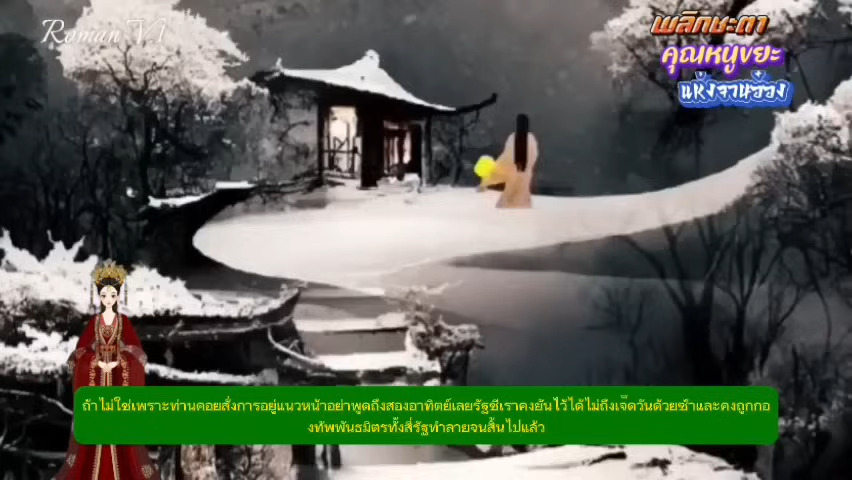 Roman V1
พลิกชะตา
คุณหนูขยะ
แห่งจวนอ๋อง
ถ้าไม่ใช่เพราะท่านคอยสั่งการอยู่แนวหน้าอย่าพูดถึงสองอาทิตย์เลยรัฐซีเราคงยันไว้ได้ไม่ถึงเจ็ดวันด้วยซ้ำและคงถูกกอ
งทัพพันธมิตรทั้งสี่รัฐทำลายจนสิ้นไปแล้ว